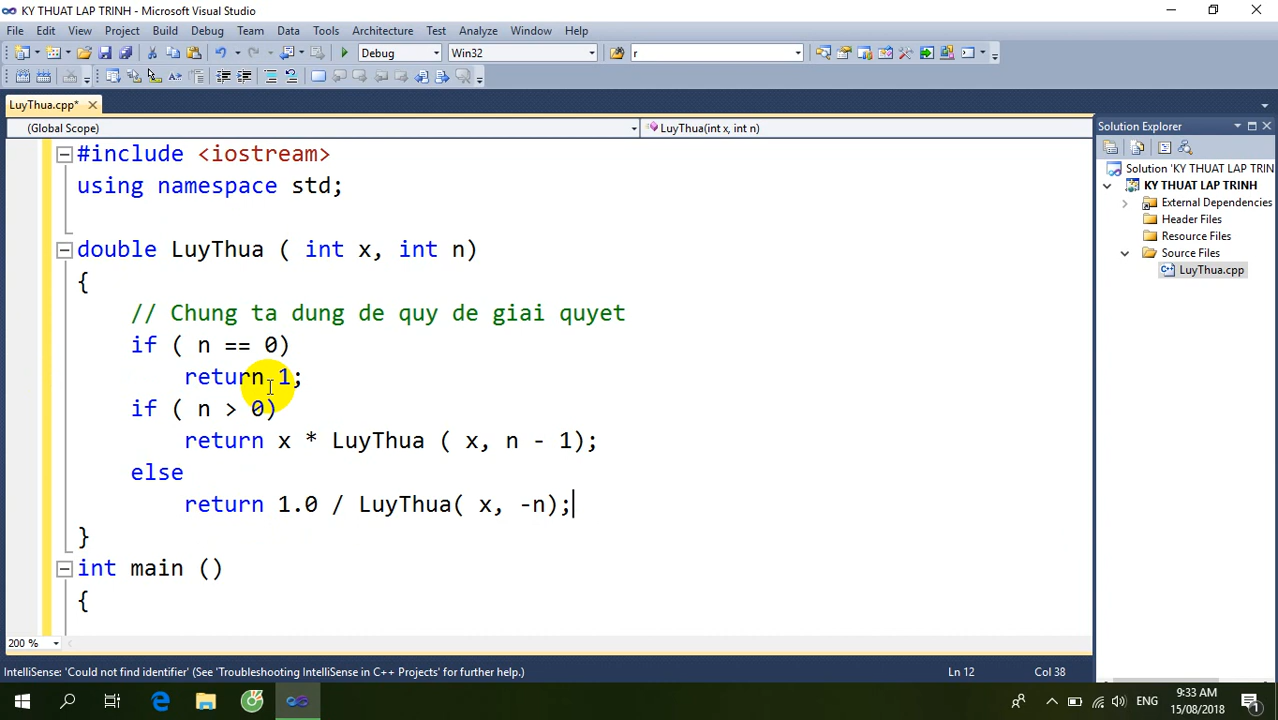 KY THUAT LAP TRINH - Microsoft Visual Studio
File Edit View Project Build Debug Team Data Tools Architecture Test Analyze Window Help
Debug Win32 r
LuyThua.cpp*
(Global Scope) LuyThua(int x, int n)
#include <iostream>
using namespace std;
double LuyThua ( int x, int n)
{
// Chung ta dung de quy de giai quyet
if ( n == 0)
return 1;
if ( n > 0)
return x * LuyThua ( x, n - 1);
else
return 1.0 / LuyThua( x, -n);
}
int main ()
{
200 %
Solution Explorer
Solution 'KY THUAT LAP TRIN
KY THUAT LAP TRINH
External Dependencies
Header Files
Resource Files
Source Files
LuyThua.cpp
IntelliSense: 'Could not find identifier' (See 'Troubleshooting IntelliSense in C++ Projects' for further help.) Ln 12 Col 38
ENG
9:33 AM
15/08/2018